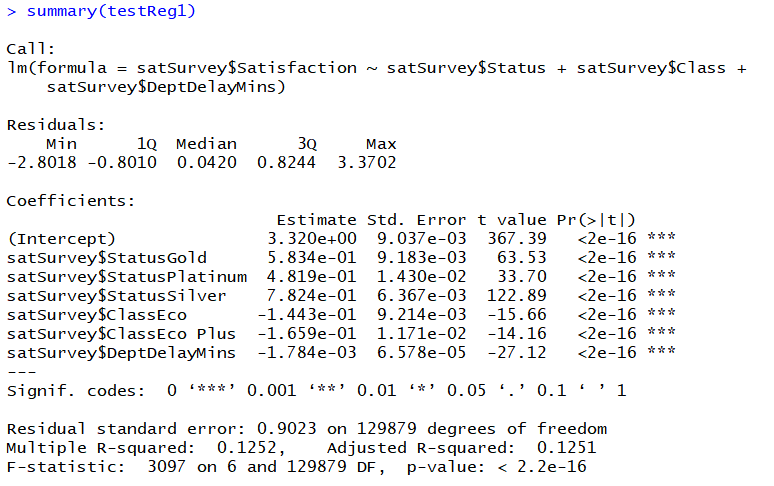 > summary(testReg1)

Call:
lm(formula = satSurvey$Satisfaction ~ satSurvey$Status + satSurvey$Class +
    satSurvey$DeptDelayMins)

Residuals:
    Min      1Q  Median      3Q     Max
-2.8018 -0.8010  0.0420  0.8244  3.3702

Coefficients:
                           Estimate Std. Error t value Pr(>|t|)
(Intercept)               3.320e+00  9.037e-03  367.39   <2e-16 ***
satSurvey$StatusGold      5.834e-01  9.183e-03   63.53   <2e-16 ***
satSurvey$StatusPlatinum  4.819e-01  1.430e-02   33.70   <2e-16 ***
satSurvey$StatusSilver    7.824e-01  6.367e-03  122.89   <2e-16 ***
satSurvey$ClassEco       -1.443e-01  9.214e-03  -15.66   <2e-16 ***
satSurvey$ClassEco Plus  -1.659e-01  1.171e-02  -14.16   <2e-16 ***
satSurvey$DeptDelayMins  -1.784e-03  6.578e-05  -27.12   <2e-16 ***
---
Signif. codes:  0 ‘***’ 0.001 ‘**’ 0.01 ‘*’ 0.05 ‘.’ 0.1 ‘ ’ 1

Residual standard error: 0.9023 on 129879 degrees of freedom
Multiple R-squared:  0.1252,    Adjusted R-squared:  0.1251
F-statistic:  3097 on 6 and 129879 DF,  p-value: < 2.2e-16